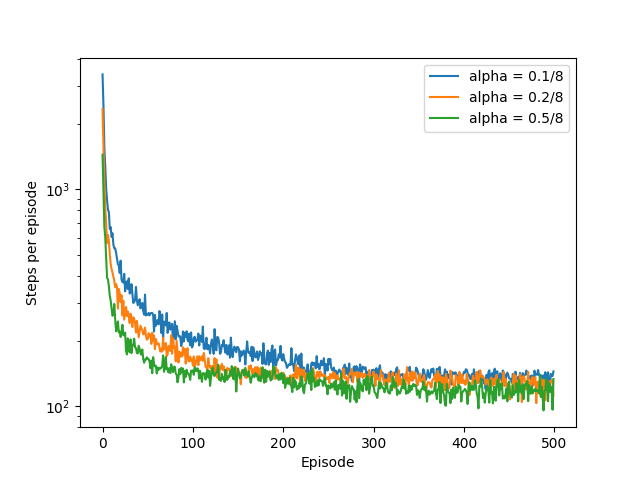 alpha = 0.1/8
alpha = 0.2/8
alpha = 0.5/8
Steps per episode
10³
10²
0 100 200 300 400 500
Episode